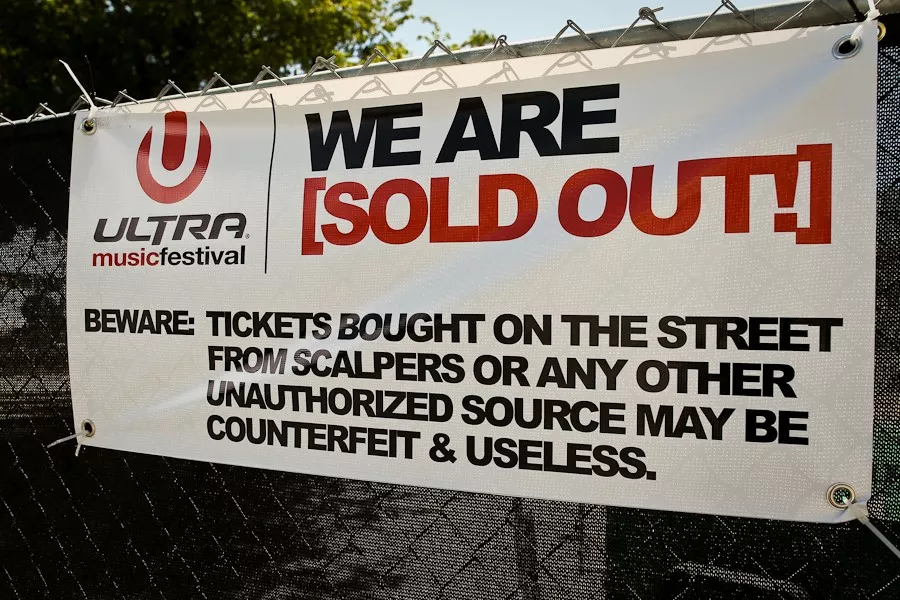 ULTRA®
musicfestival
WE ARE
[SOLD OUT!]
BEWARE: TICKETS BOUGHT ON THE STREET
FROM SCALPERS OR ANY OTHER
UNAUTHORIZED SOURCE MAY BE
COUNTERFEIT & USELESS.